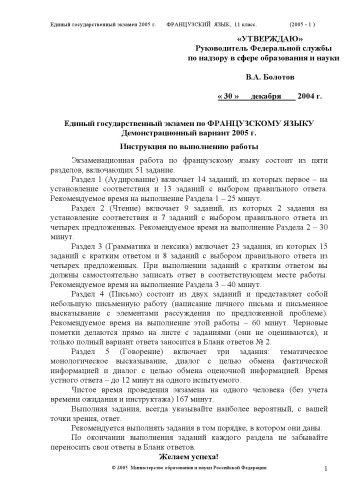 Единый государственный экзамен 2005 г. ФРАНЦУЗСКИЙ ЯЗЫК, 11 класс. (2005 - 1 )
«УТВЕРЖДАЮ»
Руководитель Федеральной службы
по надзору в сфере образования и науки
В.А. Болотов
« 30 » декабря 2004 г.
Единый государственный экзамен по ФРАНЦУЗСКОМУ ЯЗЫКУ
Демонстрационный вариант 2005 г.
Инструкция по выполнению работы
Экзаменационная работа по французскому языку состоит из пяти
разделов, включающих 51 задание.
Раздел 1 (Аудирование) включает 14 заданий, из которых первое – на
установление соответствия и 13 заданий с выбором правильного ответа.
Рекомендуемое время на выполнение Раздела 1 – 25 минут.
Раздел 2 (Чтение) включает 9 заданий, из которых 2 задания на
установление соответствия и 7 заданий с выбором правильного ответа из
четырех предложенных. Рекомендуемое время на выполнение Раздела 2 – 30
минут.
Раздел 3 (Грамматика и лексика) включает 23 задания, из которых 15
заданий с кратким ответом и 8 заданий с выбором правильного ответа из
четырех предложенных. При выполнении заданий с кратким ответом вы
должны самостоятельно записать ответ в соответствующем месте работы.
Рекомендуемое время на выполнение Раздела 3 – 40 минут.
Раздел 4 (Письмо) состоит из двух заданий и представляет собой
небольшую письменную работу (написание личного письма и письменное
высказывание с элементами рассуждения по предложенной проблеме).
Рекомендуемое время на выполнение этой работы – 60 минут. Черновые
пометки делаются прямо на листе с заданиями (они не оцениваются), и
только полный вариант ответа заносится в Бланк ответов № 2.
Раздел 5 (Говорение) включает три задания: тематическое
монологическое высказывание, диалог с целью обмена фактической
информацией и диалог с целью обмена оценочной информацией. Время
устного ответа – до 12 минут на одного испытуемого.
Чистое время проведения экзамена на одного человека (без учета
времени ожидания и инструктажа) 167 минут.
Выполняя задания, всегда указывайте наиболее вероятный, с вашей
точки зрения, ответ.
Рекомендуется выполнять задания в том порядке, в котором они даны.
По окончании выполнения заданий каждого раздела не забывайте
переносить свои ответы в Бланк ответов.
Желаем успеха!
© 2005 Министерство образования и науки Российской Федерации 1